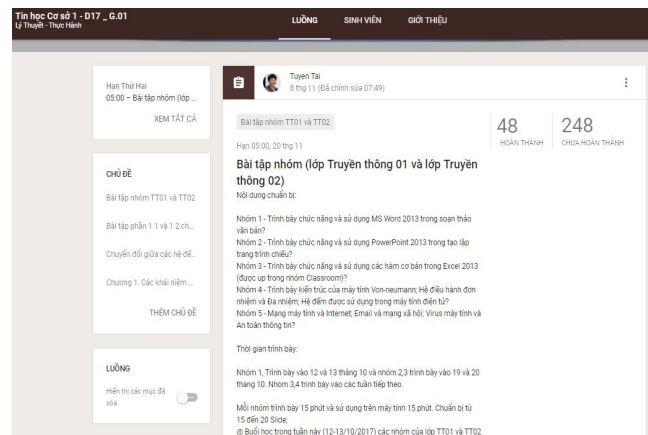 Tin học Cơ sở 1 - D17 _ G.01
Lý Thuyết - Thực Hành
LUỒNG
SINH VIÊN
GIỚI THIỆU
Hạn Thứ Hai
05:00 – Bài tập nhóm (lớp ...
XEM TẤT CẢ
CHỦ ĐỀ
Bài tập nhóm TT01 và TT02
Bài tập phần 1.1 và 1.2 ch...
Chuyển đổi giữa các hệ đế...
Chương 1. Các khái niệm ...
THÊM CHỦ ĐỀ
LUỒNG
Hiển thị các mục đã
xóa
Tuyen Tai
8 thg 11 (Đã chỉnh sửa 07:49)
Bài tập nhóm TT01 và TT02
Hạn 05:00, 20 thg 11
Bài tập nhóm (lớp Truyền thông 01 và lớp Truyền
thông 02)
Nội dung chuẩn bị:
Nhóm 1 - Trình bày chức năng và sử dụng MS Word 2013 trong soạn thảo
văn bản?
Nhóm 2 - Trình bày chức năng và sử dụng PowerPoint 2013 trong tạo lập
trang trình chiếu?
Nhóm 3 - Trình bày chức năng và sử dụng các hàm cơ bản trong Excel 2013
(được up trong nhóm Classroom)?
Nhóm 4 - Trình bày kiến trúc của máy tính Von-neumann; Hệ điều hành đơn
nhiệm và Đa nhiệm; Hệ đếm được sử dụng trong máy tính điện tử?
Nhóm 5 - Mạng máy tính và Internet; Email và mạng xã hội; Virus máy tính và
An toàn thông tin?
Thời gian trình bày:
Nhóm 1, Trình bày vào 12 và 13 tháng 10 và nhóm 2,3 trình bày vào 19 và 20
tháng 10. Nhóm 3,4 trình bày vào các tuần tiếp theo.
Mỗi nhóm trình bày 15 phút và sử dụng trên máy tính 15 phút. Chuẩn bị từ
15 đến 20 Slide;
@ Buổi học trong tuần này (12-13/10/2017) các nhóm của lớp TT01 và TT02
48
HOÀN THÀNH
248
CHƯA HOÀN THÀNH